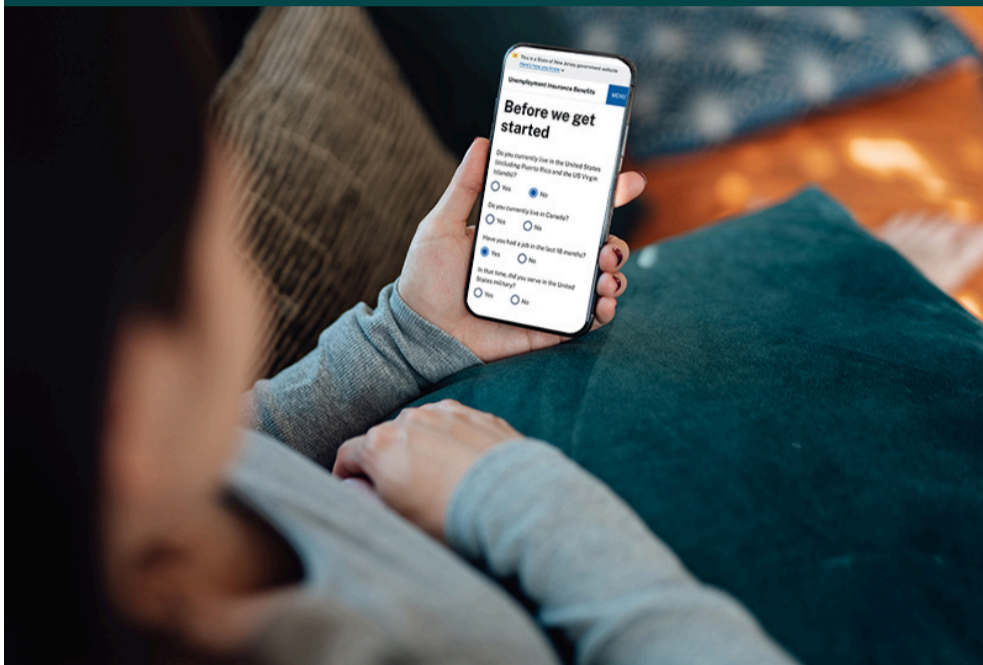 This is a State of New Jersey government website
Here's how you know
Unemployment Insurance Benefits
MENU
Before we get
started
Do you currently live in the United States
(including Puerto Rico and the US Virgin
Islands)?
Yes No
Do you currently live in Canada?
Yes No
Have you had a job in the last 18 months?
Yes No
In that time, did you serve in the United
States military?
Yes No